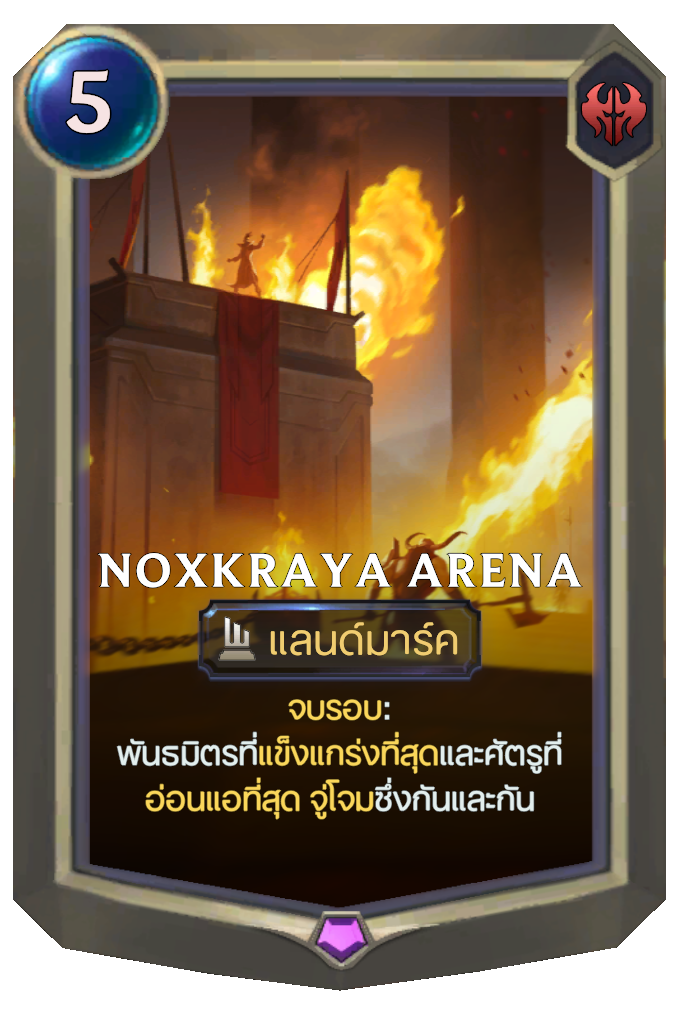 5
NOXKRAYA ARENA
แลนด์มาร์ค
จบรอบ:
พันธมิตรที่แข็งแกร่งที่สุดและศัตรูที่
อ่อนแอที่สุด จู่โจมซึ่งกันและกัน